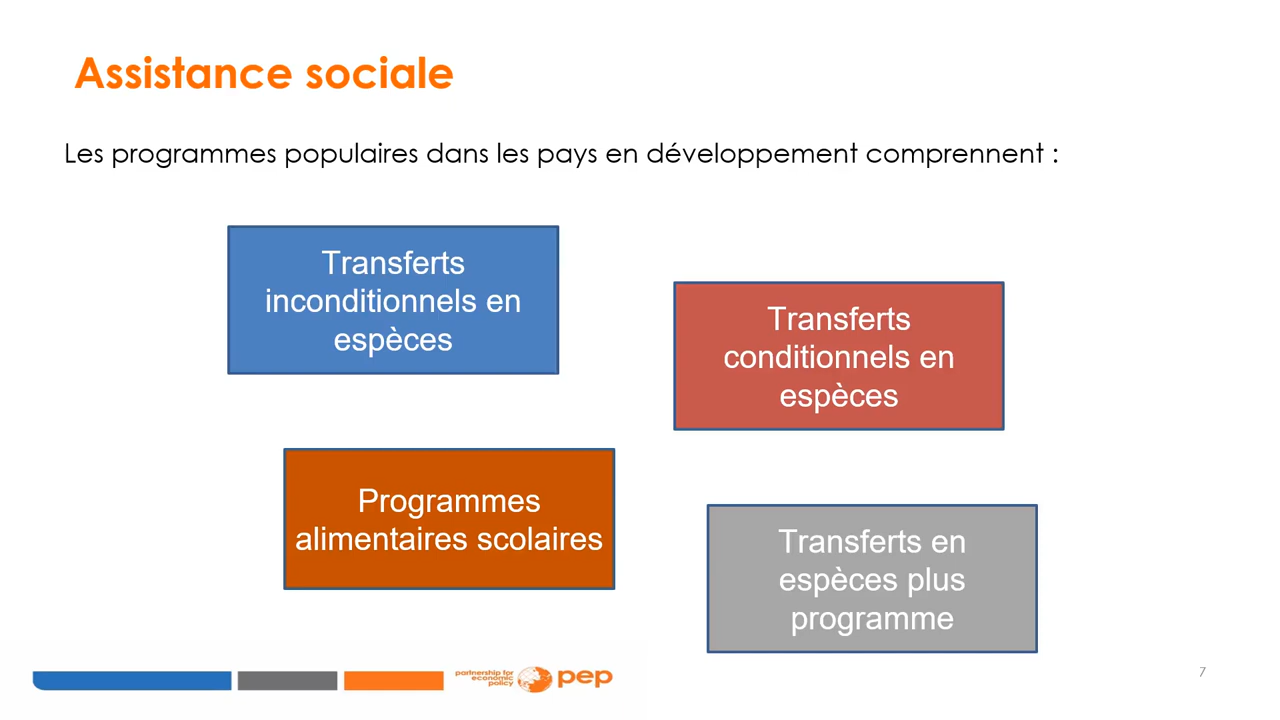 Assistance sociale
Les programmes populaires dans les pays en développement comprennent :
Transferts
inconditionnels en
espèces
Transferts
conditionnels en
espèces
Programmes
alimentaires scolaires
Transferts en
espèces plus
programme
partnership for
economic
policy
pep
7